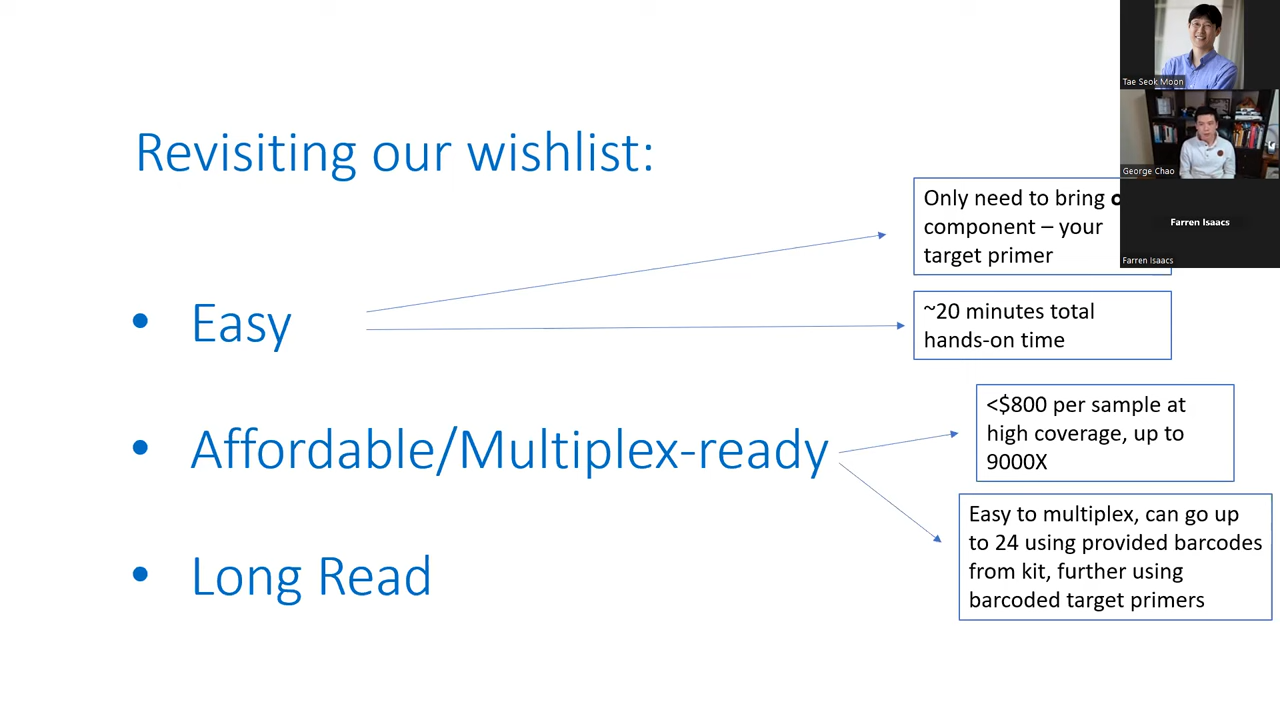 Revisiting our wishlist:
• Easy
• Affordable/Multiplex-ready
• Long Read
Only need to bring
component – your
target primer
~20 minutes total
hands-on time
<$800 per sample at
high coverage, up to
9000X
Easy to multiplex, can go up
to 24 using provided barcodes
from kit, further using
barcoded target primers
Tae Seok Moon
George Chao
Farren Isaacs
Farren Isaacs